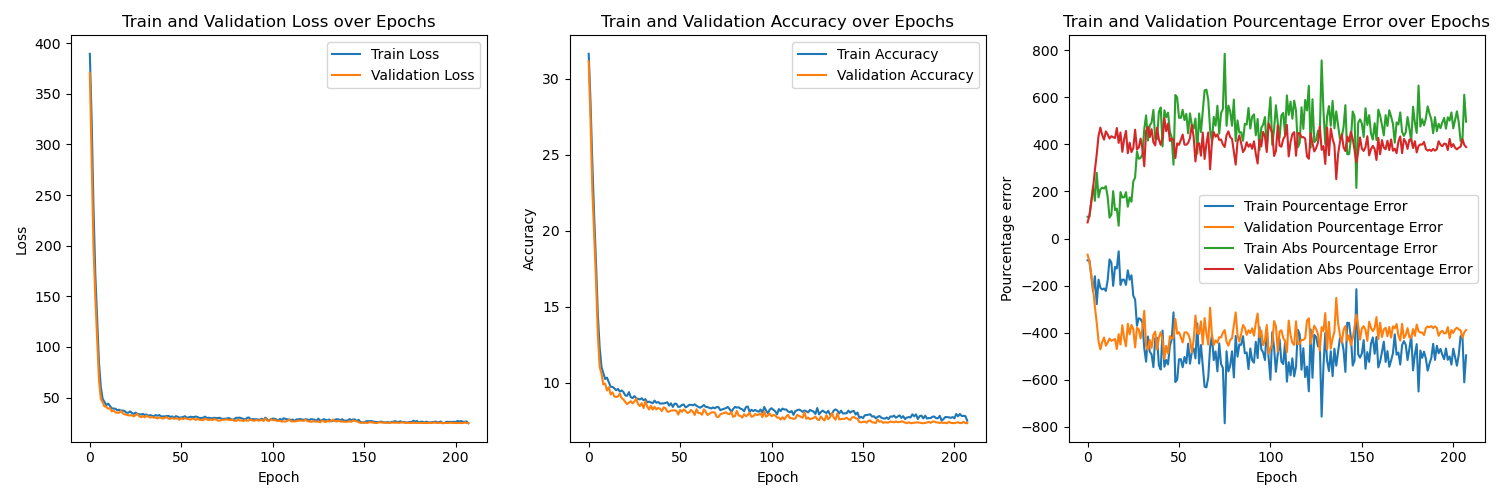 Train and Validation Loss over Epochs
400
350
300
250
200
150
100
50
Loss
0
50
100
150
200
Epoch
Train Loss
Validation Loss
Train and Validation Accuracy over Epochs
30
25
20
15
10
Accuracy
0
50
100
150
200
Epoch
Train Accuracy
Validation Accuracy
Train and Validation Pourcentage Error over Epochs
800
600
400
200
0
−200
−400
−600
−800
Pourcentage error
0
50
100
150
200
Epoch
Train Pourcentage Error
Validation Pourcentage Error
Train Abs Pourcentage Error
Validation Abs Pourcentage Error